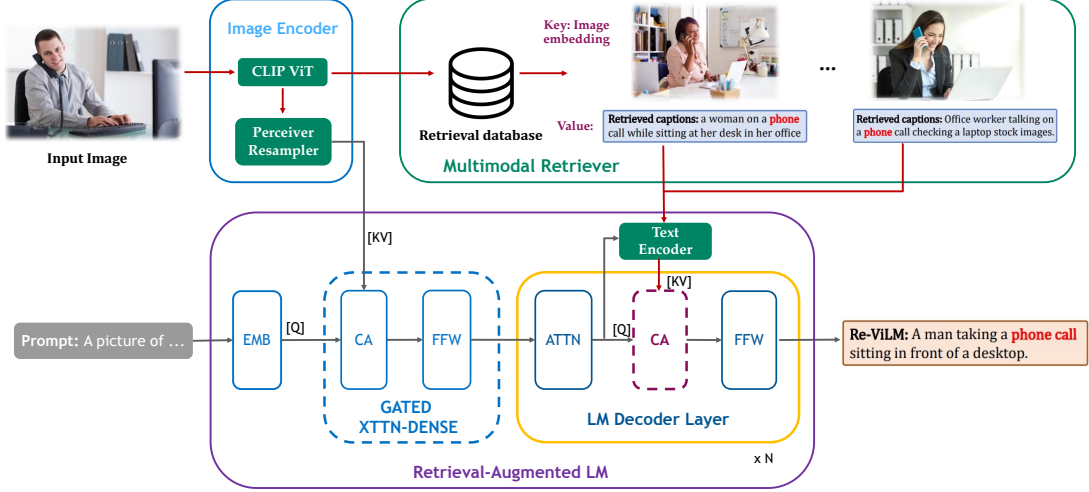 Image Encoder
CLIP ViT
Perceiver
Resampler
Input Image
Retrieval database
Key: Image
embedding
Value:
...
Retrieved captions: a woman on a phone
call while sitting at her desk in her office
Retrieved captions: Office worker talking on
a phone call checking a laptop stock images.
Multimodal Retriever
[KV]
Text
Encoder
[KV]
Prompt: A picture of ...
EMB
[Q]
CA
FFW
ATTN
[Q]
CA
FFW
Re-ViLM: A man taking a phone call
sitting in front of a desktop.
GATED
XTTN-DENSE
LM Decoder Layer
x N
Retrieval-Augmented LM